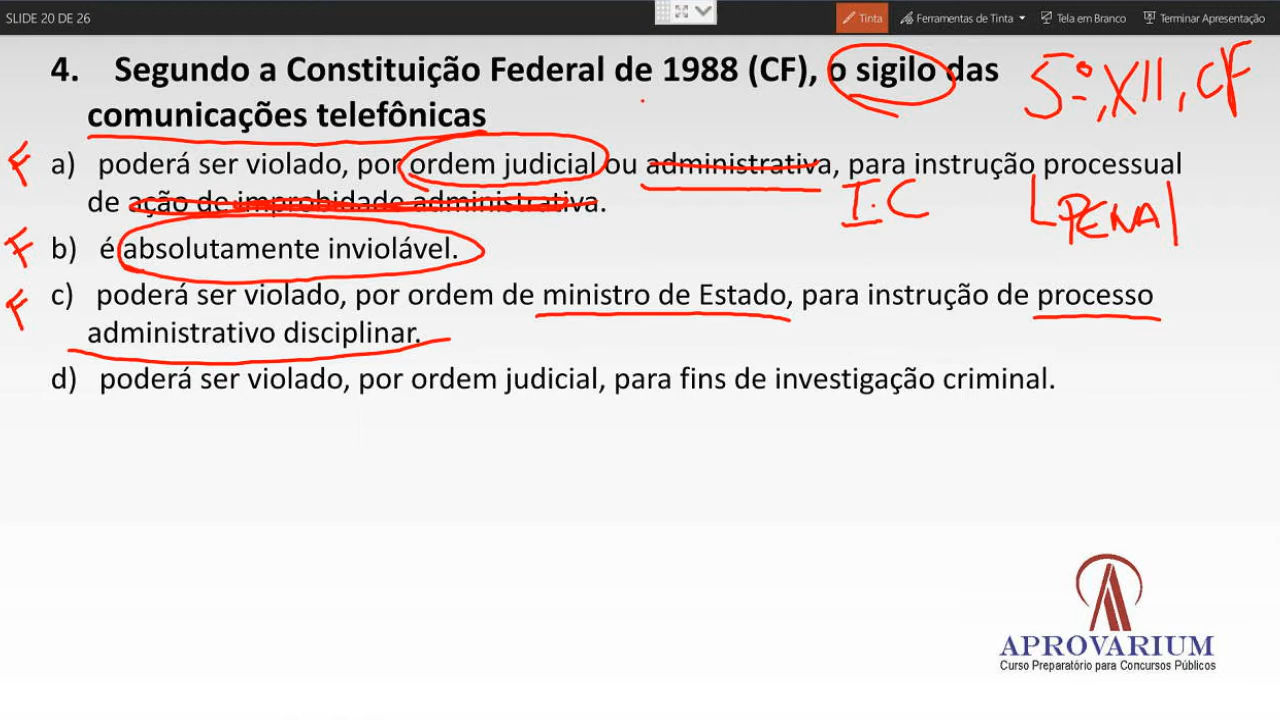 SLIDE 20 DE 26
Tinta
Ferramentas de Tinta
Tela em Branco
Terminar Apresentação
4. Segundo a Constituição Federal de 1988 (CF), o sigilo das
5º, XII, CF
comunicações telefônicas
F a) poderá ser violado, por ordem judicial ou administrativa, para instrução processual
de ação de improbidade administrativa.
I.C
PENAL
F b) é absolutamente inviolável.
F c) poderá ser violado, por ordem de ministro de Estado, para instrução de processo
administrativo disciplinar.
d) poderá ser violado, por ordem judicial, para fins de investigação criminal.
APROVARIUM
Curso Preparatório para Concursos Públicos